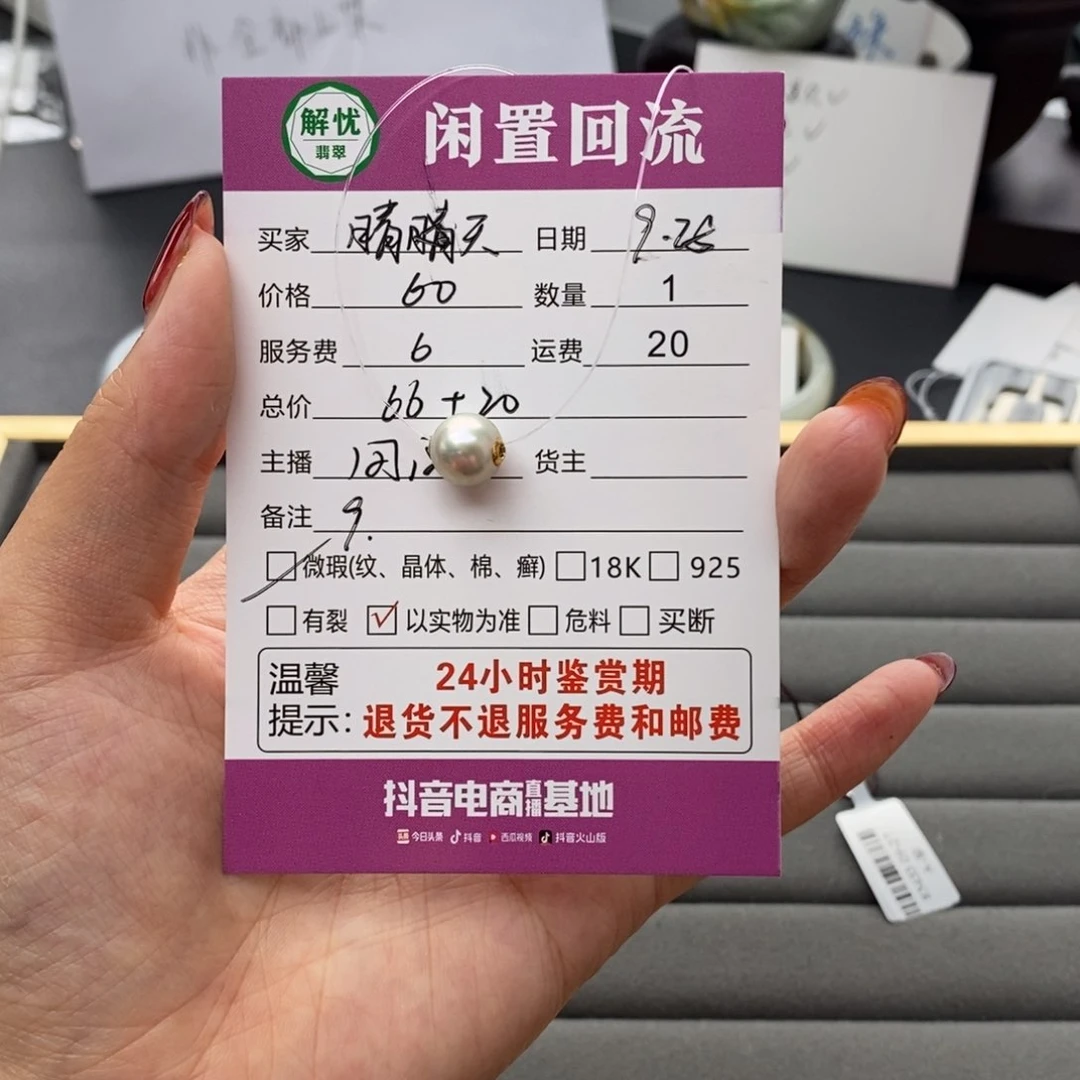 解忧
翡翠
闲置回流
买家 晴晴天 日期 9.25
价格 60 数量 1
服务费 6 运费 20
总价 66+20
主播 货主
备注 9.
微瑕(纹、晶体、棉、癣) 18K 925
有裂 ✓ 以实物为准 危料 买断
温馨 24小时鉴赏期
提示: 退货不退服务费和邮费
抖音电商直播基地
今日头条 抖音 西瓜视频 抖音火山版